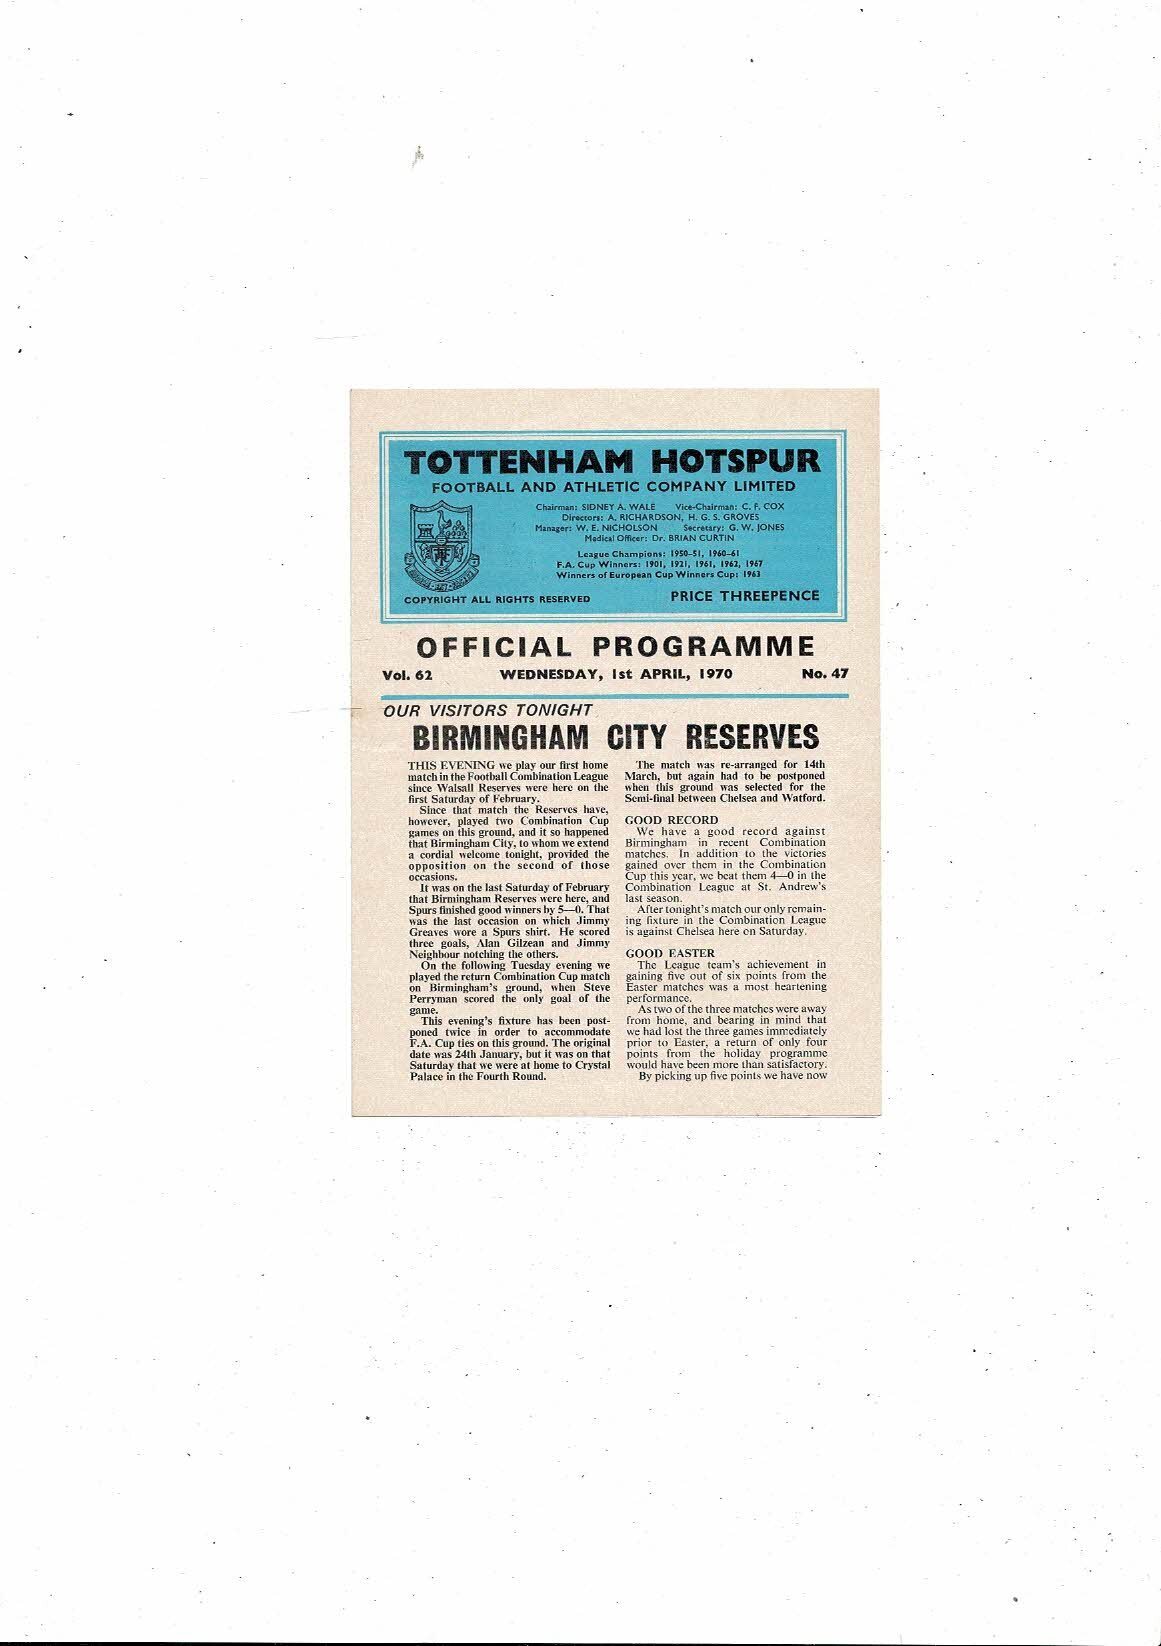 TOTTENHAM HOTSPUR
FOOTBALL AND ATHLETIC COMPANY LIMITED
Chairman: SIDNEY A. WALE Vice-Chairman: C. F. COX
Directors: A. RICHARDSON, H. G. S. GROVES
Manager: W. E. NICHOLSON Secretary: G. W. JONES
Medical Officer: Dr. BRIAN CURTIN
League Champions: 1950-51, 1960-61
F.A. Cup Winners: 1901, 1921, 1961, 1962, 1967
Winners of European Cup Winners Cup: 1963
COPYRIGHT ALL RIGHTS RESERVED PRICE THREEPENCE
OFFICIAL PROGRAMME
Vol. 62 WEDNESDAY, 1st APRIL, 1970 No. 47
OUR VISITORS TONIGHT
BIRMINGHAM CITY RESERVES
THIS EVENING we play our first home
match in the Football Combination League
since Walsall Reserves were here on the
first Saturday of February.
Since that match the Reserves have,
however, played two Combination Cup
games on this ground, and it so happened
that Birmingham City, to whom we extend
a cordial welcome tonight, provided the
opposition on the second of those
occasions.
It was on the last Saturday of February
that Birmingham Reserves were here, and
Spurs finished good winners by 5—0. That
was the last occasion on which Jimmy
Greaves wore a Spurs shirt. He scored
three goals, Alan Gilzean and Jimmy
Neighbour notching the others.
On the following Tuesday evening we
played the return Combination Cup match
on Birmingham's ground, when Steve
Perryman scored the only goal of the
game.
This evening's fixture has been post-
poned twice in order to accommodate
F.A. Cup ties on this ground. The original
date was 24th January, but it was on that
Saturday that we were at home to Crystal
Palace in the Fourth Round.
The match was re-arranged for 14th
March, but again had to be postponed
when this ground was selected for the
Semi-final between Chelsea and Watford.
GOOD RECORD
We have a good record against
Birmingham in recent Combination
matches. In addition to the victories
gained over them in the Combination
Cup this year, we beat them 4—0 in the
Combination League at St. Andrew's
last season.
After tonight's match our only remain-
ing fixture in the Combination League
is against Chelsea here on Saturday.
GOOD EASTER
The League team's achievement in
gaining five out of six points from the
Easter matches was a most heartening
performance.
As two of the three matches were away
from home, and bearing in mind that
we had lost the three games immediately
prior to Easter, a return of only four
points from the holiday programme
would have been more than satisfactory.
By picking up five points we have now